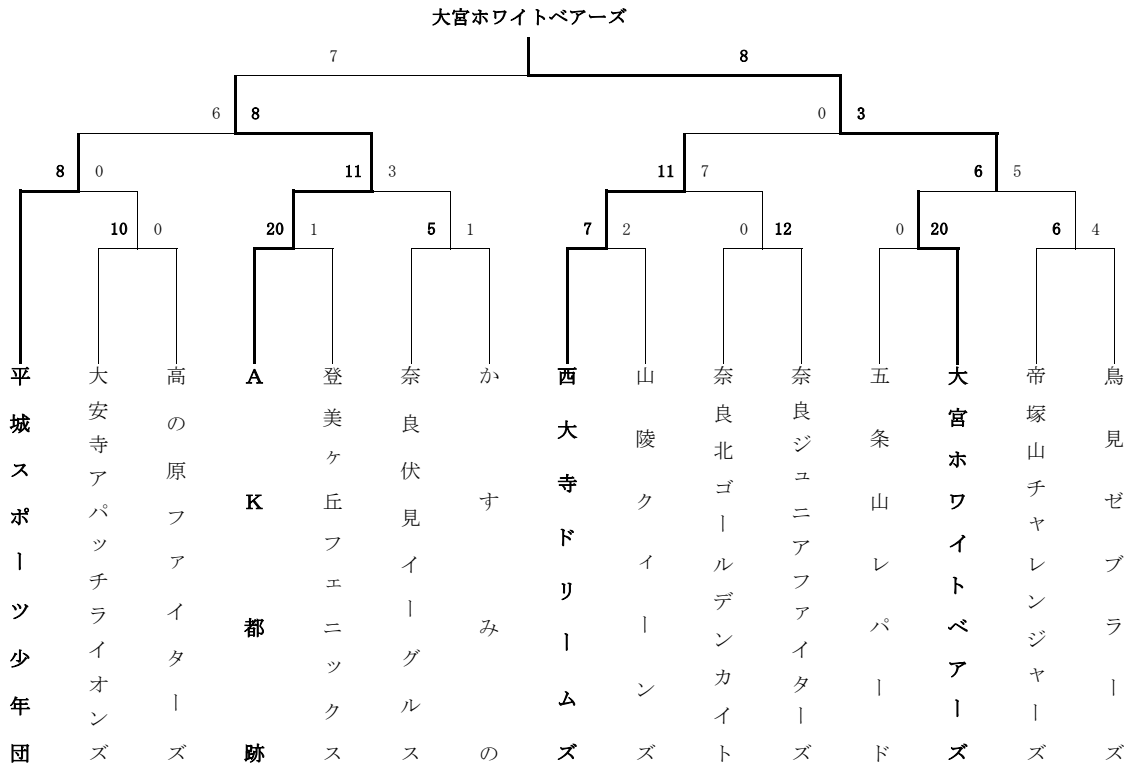 大宮ホワイトベアーズ
7 8
6 8 0 3
8 0 11 3 11 7 6 5
10 0 20 1 5 1 7 2 0 12 0 20 6 4
平城スポーツ少年団
大安寺アパッチライオンズ
高の原ファイターズ
AK都跡
登美ヶ丘フェニックス
奈良伏見イーグルス
かすみの
西大寺ドリームズ
山陵クィーンズ
奈良北ゴールデンカイト
奈良ジュニアファイターズ
五条山レパード
大宮ホワイトベアーズ
帝塚山チャレンジャーズ
鳥見ゼブラーズ